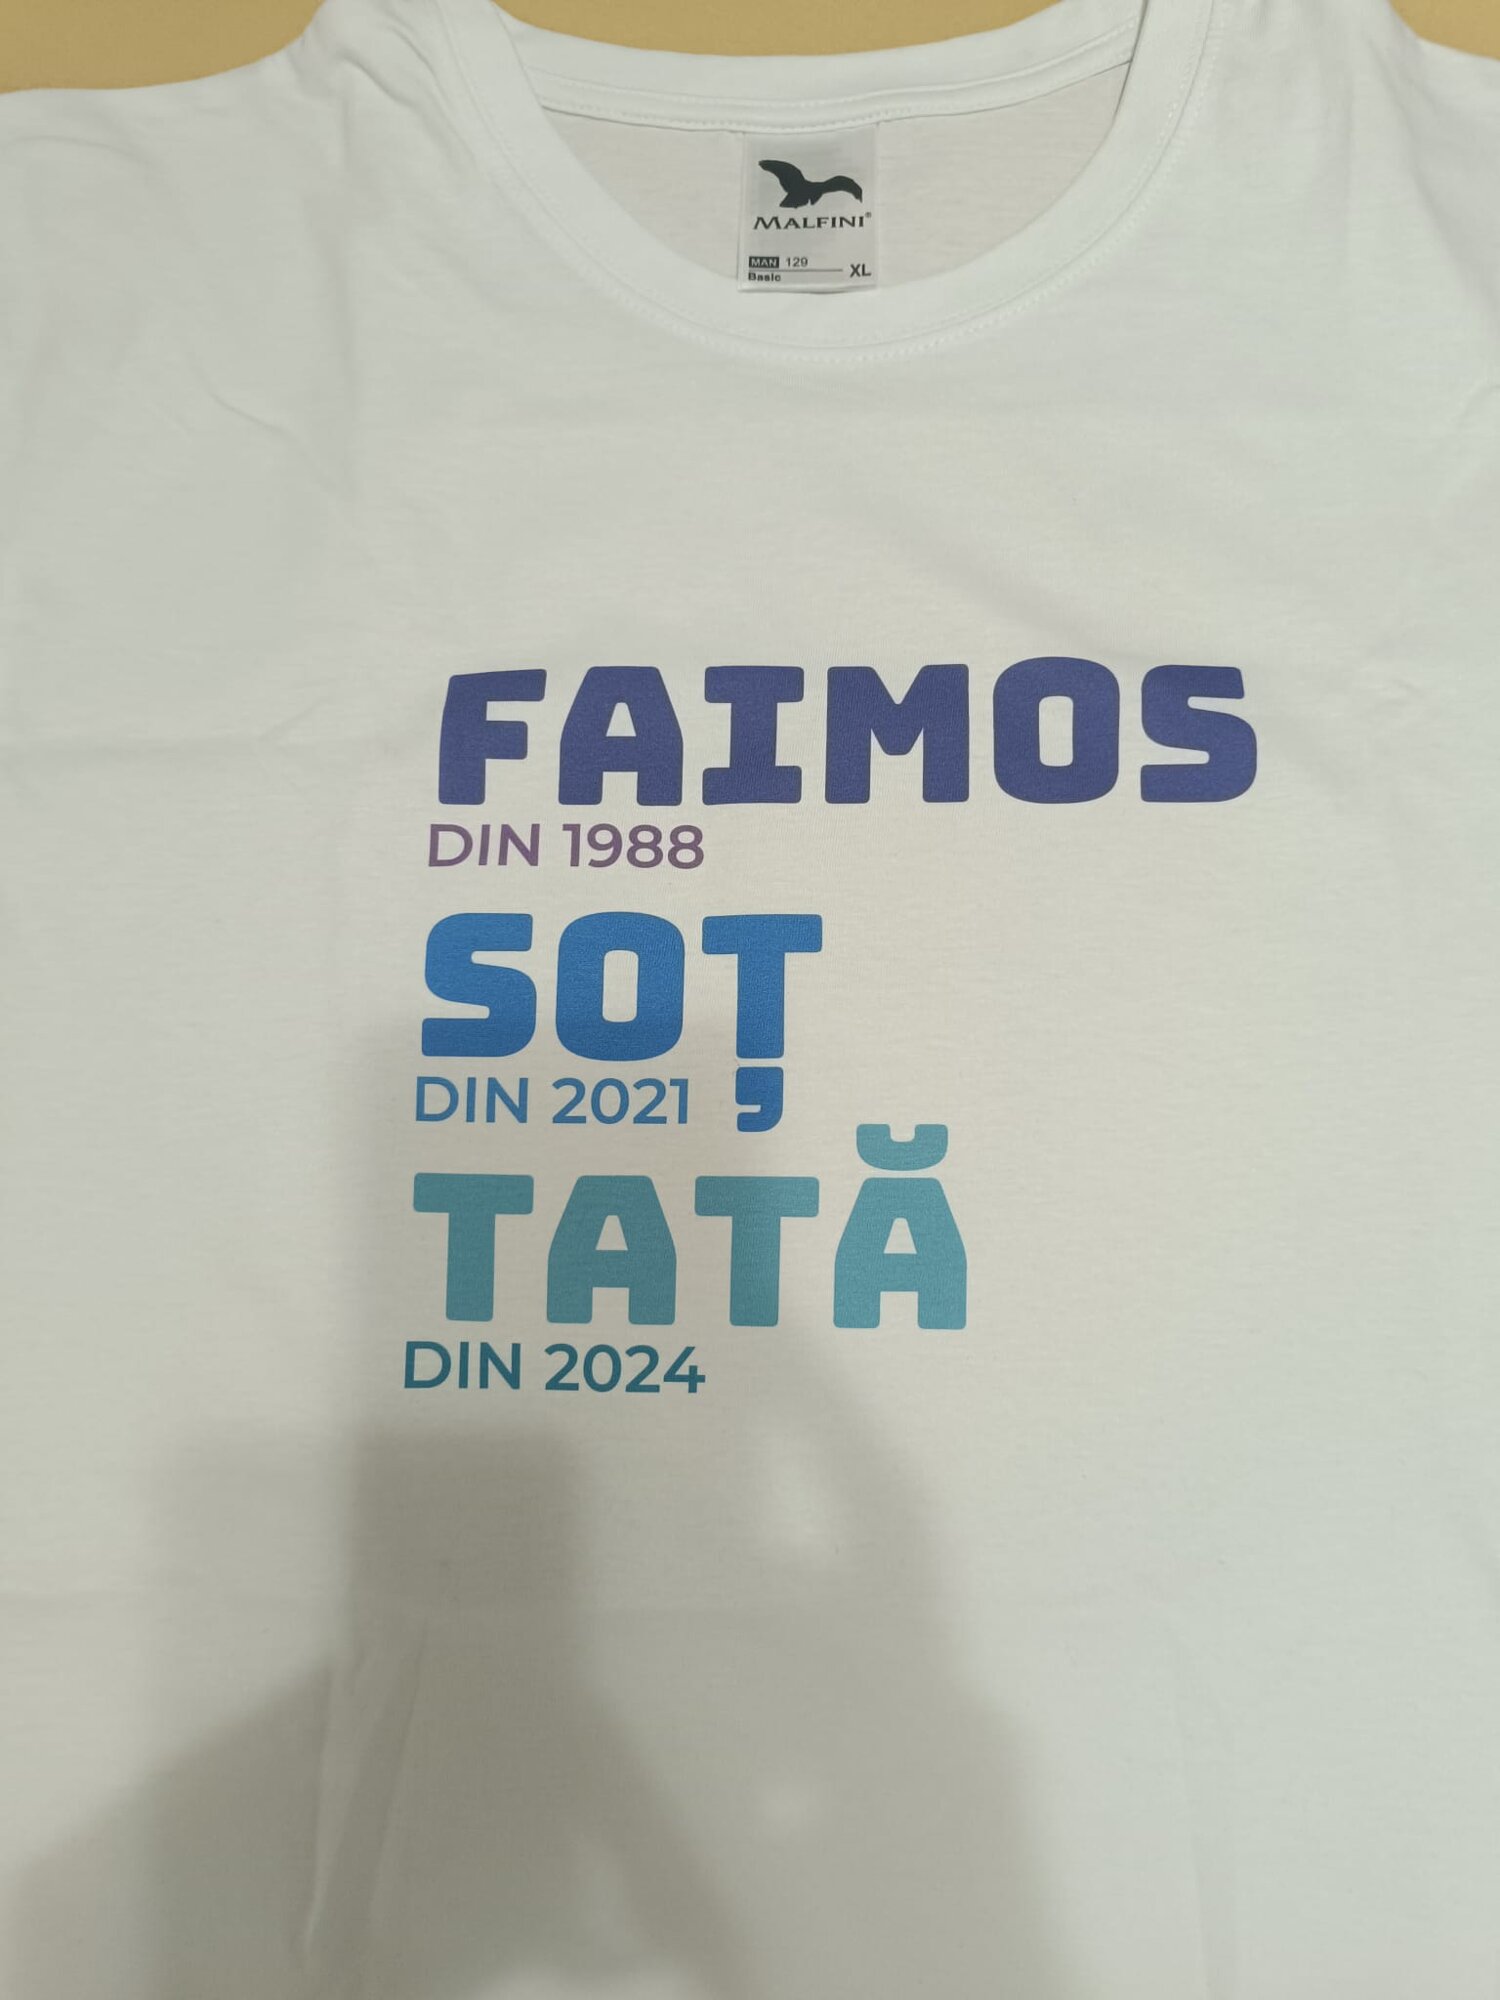 MALFINI®
MAN 129
Basic XL
FAIMOS
DIN 1988
SOȚ
DIN 2021
TATĂ
DIN 2024